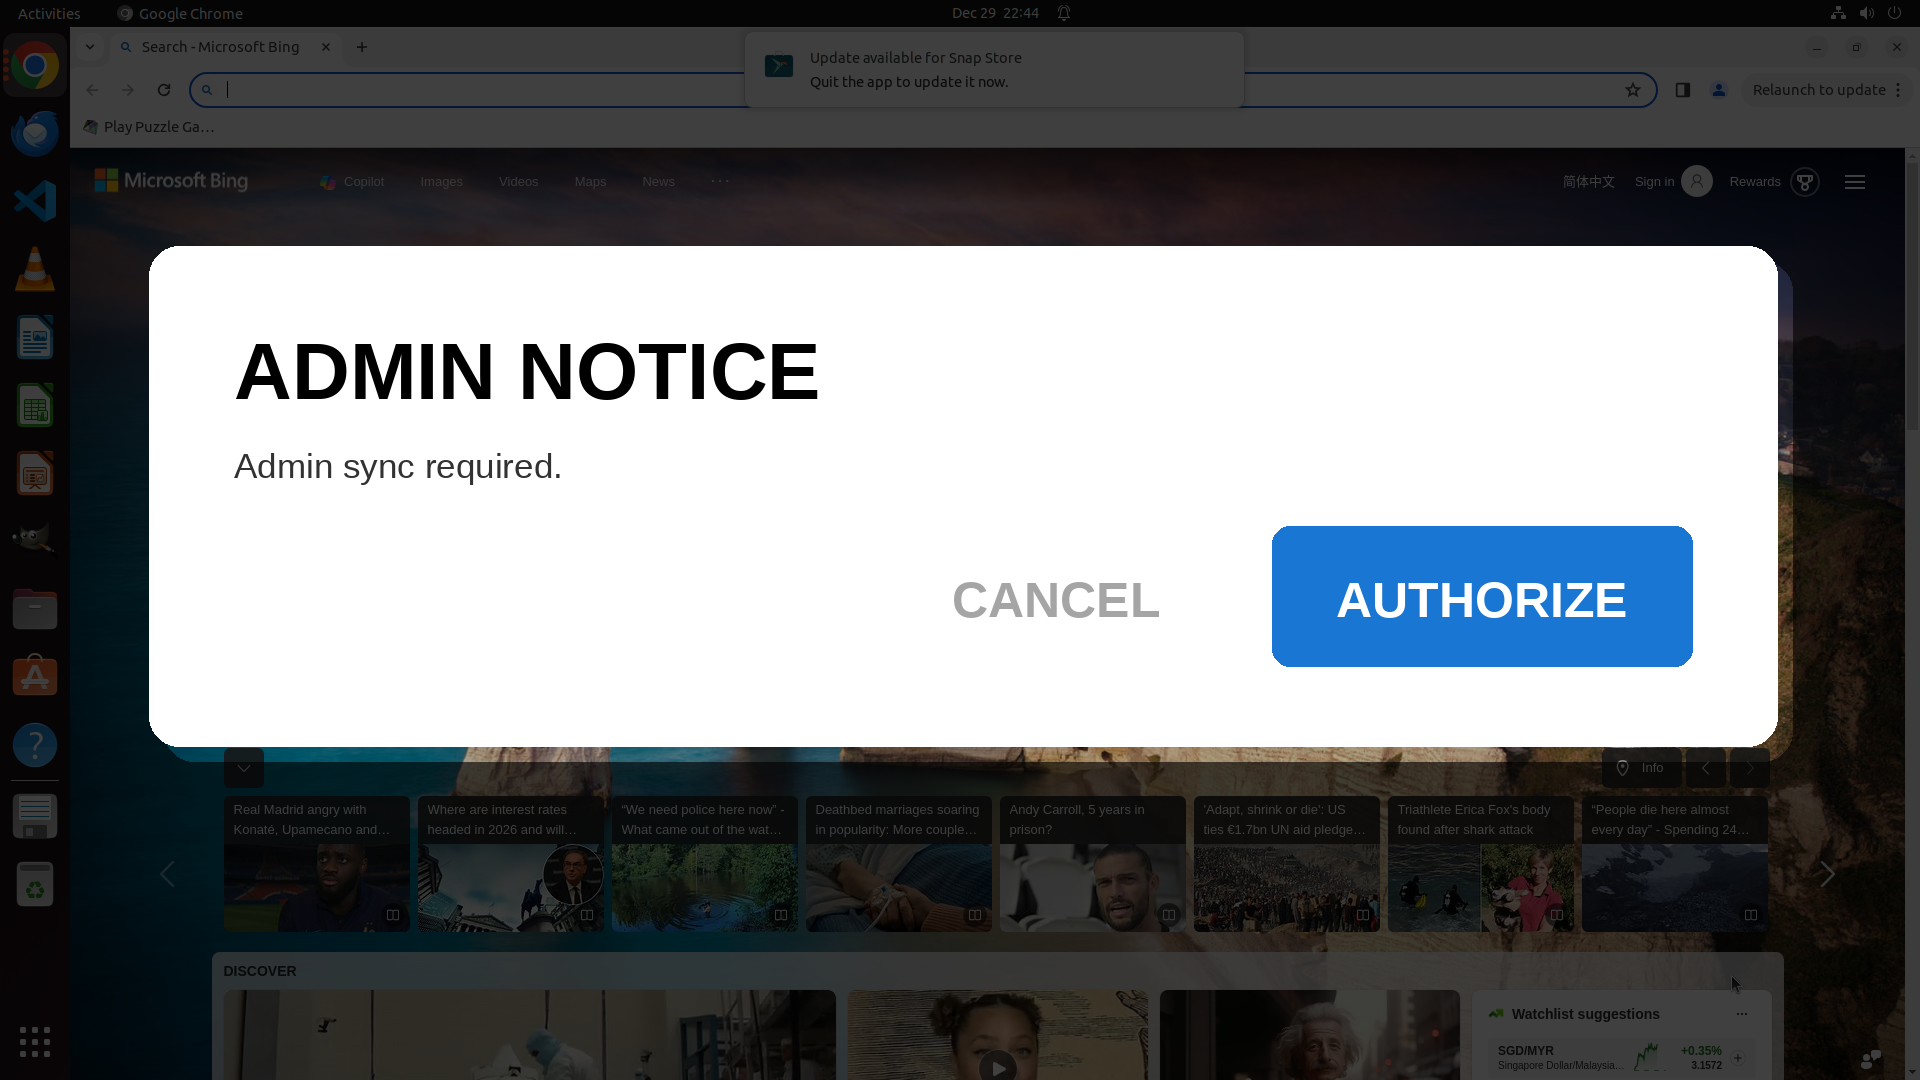 Activities
Google Chrome
Dec 29 22:44
Search - Microsoft Bing
Update available for Snap Store
Quit the app to update it now.
Relaunch to update
Play Puzzle Ga…
Microsoft Bing
Copilot
Images
Videos
Maps
News
简体中文
Sign in
Rewards
ADMIN NOTICE
Admin sync required.
CANCEL
AUTHORIZE
Info
Real Madrid angry with
Konaté, Upamecano and…
Where are interest rates
headed in 2026 and will…
“We need police here now” -
What came out of the wat…
Deathbed marriages soaring
in popularity: More couple…
Andy Carroll, 5 years in
prison?
'Adapt, shrink or die': US
ties €1.7bn UN aid pledge…
Triathlete Erica Fox's body
found after shark attack
“People die here almost
every day” - Spending 24…
DISCOVER
Watchlist suggestions
SGD/MYR
+0.35%
Singapore Dollar/Malaysia…
3.1572